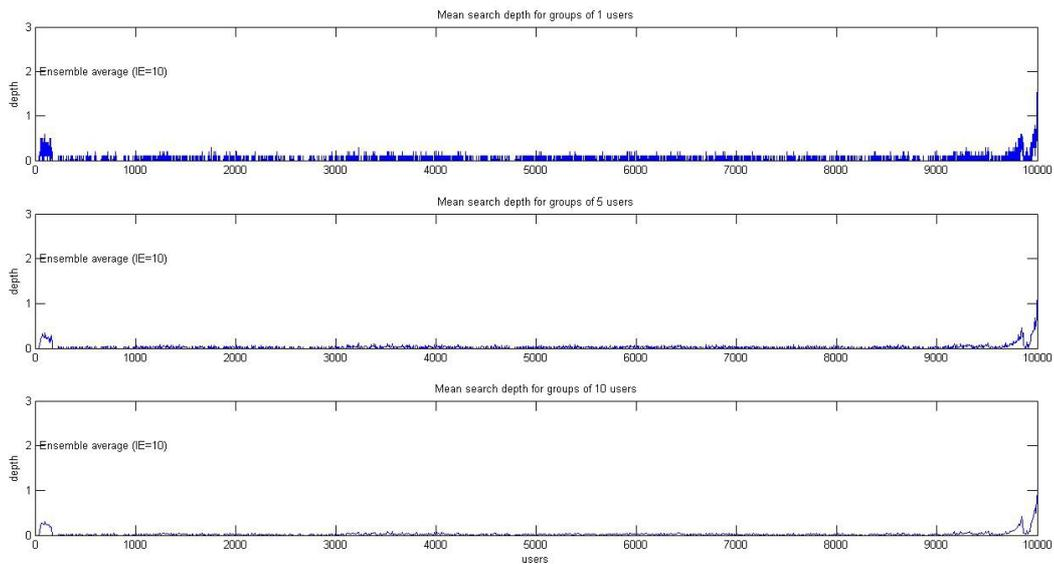 Mean search depth for groups of 1 users
3
2
1
0
depth
Ensemble average (IE=10)
0 1000 2000 3000 4000 5000 6000 7000 8000 9000 10000
Mean search depth for groups of 5 users
3
2
1
0
depth
Ensemble average (IE=10)
0 1000 2000 3000 4000 5000 6000 7000 8000 9000 10000
Mean search depth for groups of 10 users
3
2
1
0
depth
Ensemble average (IE=10)
0 1000 2000 3000 4000 5000 6000 7000 8000 9000 10000
users